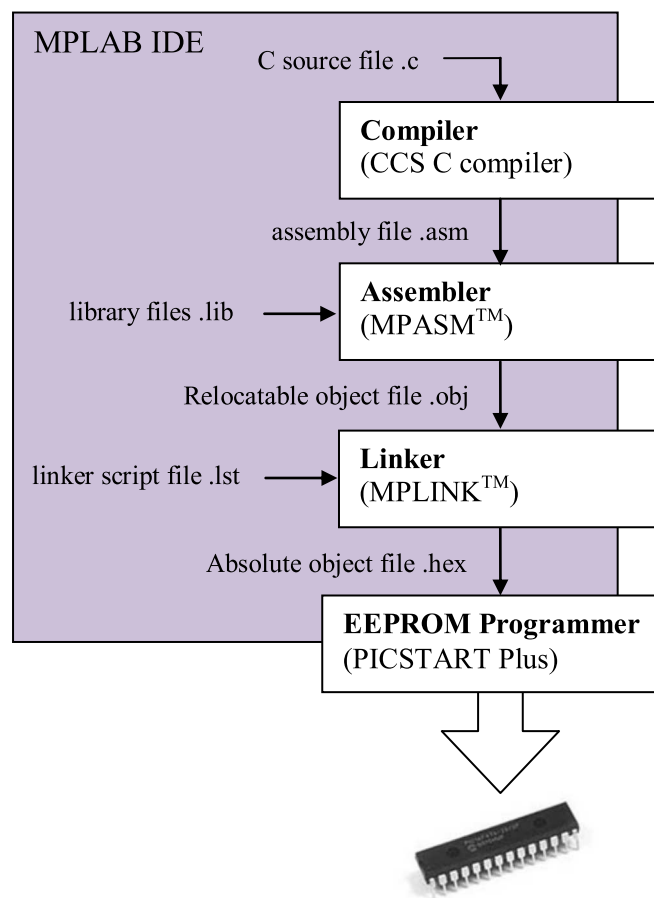 MPLAB IDE
C source file .c
Compiler
(CCS C compiler)
assembly file .asm
Assembler
(MPASM™)
library files .lib
Relocatable object file .obj
Linker
(MPLINK™)
linker script file .lst
Absolute object file .hex
EEPROM Programmer
(PICSTART Plus)